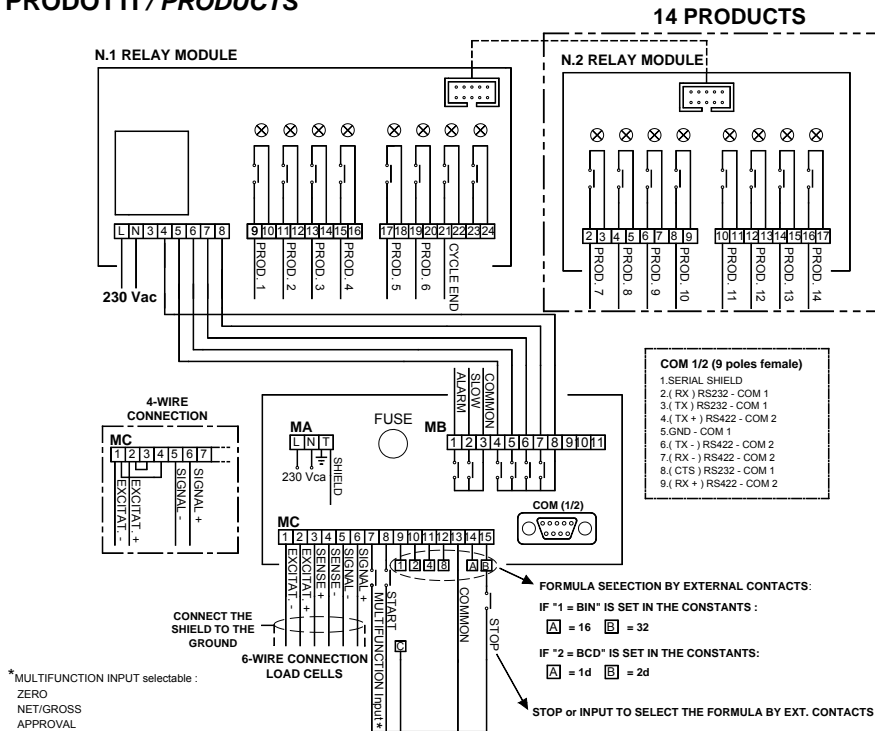 PRODOTTI / PRODUCTS
14 PRODUCTS
N.1 RELAY MODULE
N.2 RELAY MODULE
L N 3 4 5 6 7 8
9 10 11 12 13 14 15 16
17 18 19 20 21 22 23 24
2 3 4 5 6 7 8 9
10 11 12 13 14 15 16 17
230 Vac
PROD. 1
PROD. 2
PROD. 3
PROD. 4
PROD. 5
PROD. 6
CYCLE END
PROD. 7
PROD. 8
PROD. 9
PROD. 10
PROD. 11
PROD. 12
PROD. 13
PROD. 14
COM 1/2 (9 poles female)
1.SERIAL SHIELD
2.( RX ) RS232 - COM 1
3.( TX ) RS232 - COM 1
4.( TX + ) RS422 - COM 2
5.GND - COM 1
6.( TX - ) RS422 - COM 2
7.( RX - ) RS422 - COM 2
8.( CTS ) RS232 - COM 1
9.( RX + ) RS422 - COM 2
4-WIRE
CONNECTION
MC
1 2 3 4 5 6 7
EXCITAT. -
EXCITAT. +
SIGNAL -
SIGNAL +
MA
L N T
230 Vca
SHIELD
FUSE
ALARM
SLOW
COMMON
MB
1 2 3 4 5 6 7 8 9 10 11
COM (1/2)
MC
1 2 3 4 5 6 7 8 9 10 11 12 13 14 15
EXCITAT. -
EXCITAT. +
SENSE +
SENSE -
SIGNAL -
SIGNAL +
MULTIFUNCTION Input *
START
1 2 4 8 A B
C
COMMON
STOP
CONNECT THE
SHIELD TO THE
GROUND
6-WIRE CONNECTION
LOAD CELLS
FORMULA SELECTION BY EXTERNAL CONTACTS:
IF "1 = BIN" IS SET IN THE CONSTANTS :
A = 16 B = 32
IF "2 = BCD" IS SET IN THE CONSTANTS:
A = 1d B = 2d
STOP or INPUT TO SELECT THE FORMULA BY EXT. CONTACTS
*MULTIFUNCTION INPUT selectable :
ZERO
NET/GROSS
APPROVAL